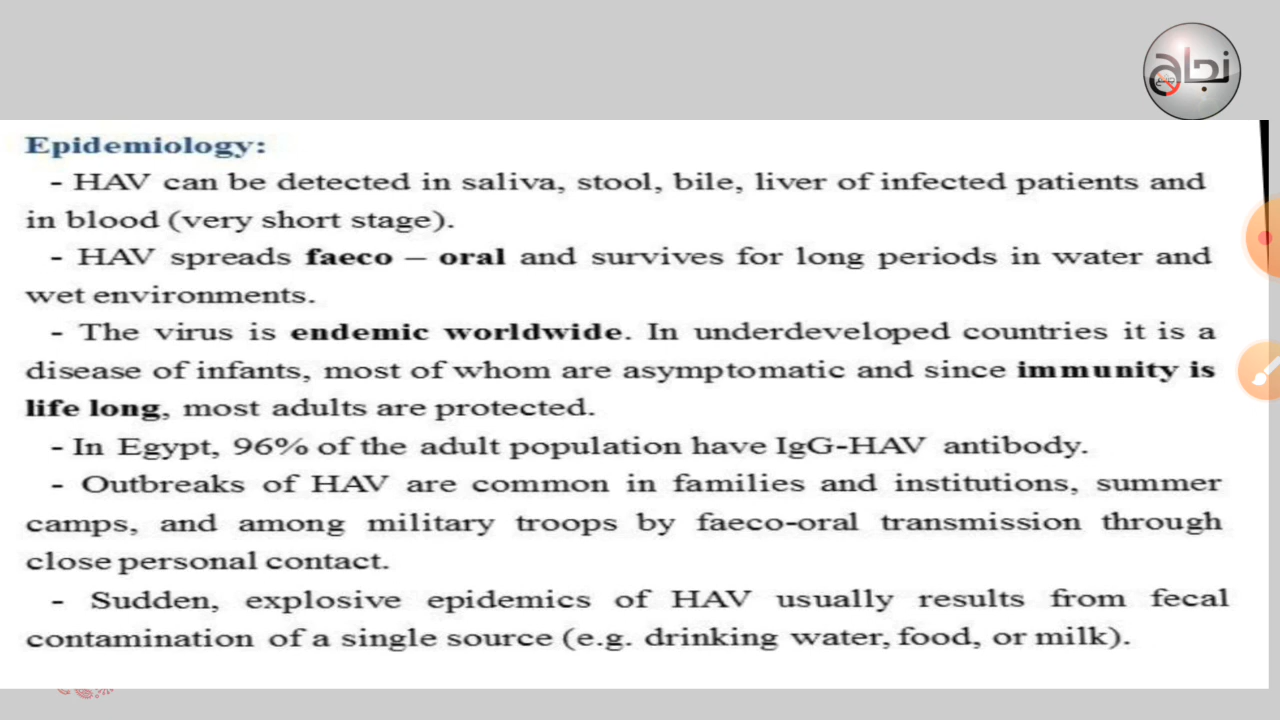 نجاح
Epidemiology:
- HAV can be detected in saliva, stool, bile, liver of infected patients and
in blood (very short stage).
- HAV spreads faeco – oral and survives for long periods in water and
wet environments.
- The virus is endemic worldwide. In underdeveloped countries it is a
disease of infants, most of whom are asymptomatic and since immunity is
life long, most adults are protected.
- In Egypt, 96% of the adult population have IgG-HAV antibody.
- Outbreaks of HAV are common in families and institutions, summer
camps, and among military troops by faeco-oral transmission through
close personal contact.
- Sudden, explosive epidemics of HAV usually results from fecal
contamination of a single source (e.g. drinking water, food, or milk).